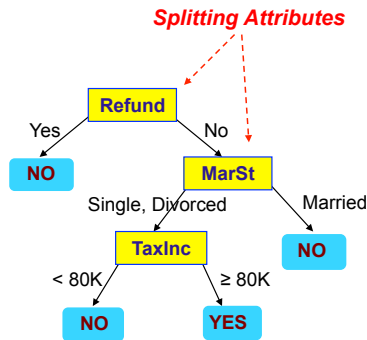 Splitting Attributes
Refund
Yes
No
NO
MarSt
Single, Divorced
Married
TaxInc
NO
< 80K
≥ 80K
NO
YES